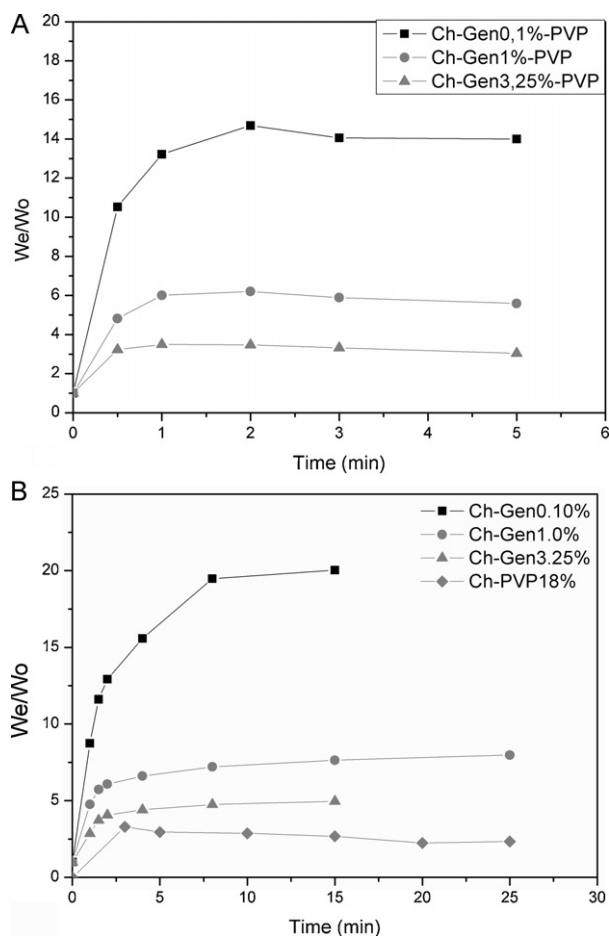 A
Ch-Gen0,1%-PVP
Ch-Gen1%-PVP
Ch-Gen3,25%-PVP
20
18
16
14
12
10
8
6
4
2
0
We/Wo
0 1 2 3 4 5 6
Time (min)
B
Ch-Gen0.10%
Ch-Gen1.0%
Ch-Gen3.25%
Ch-PVP18%
25
20
15
10
5
0
We/Wo
0 5 10 15 20 25 30
Time (min)